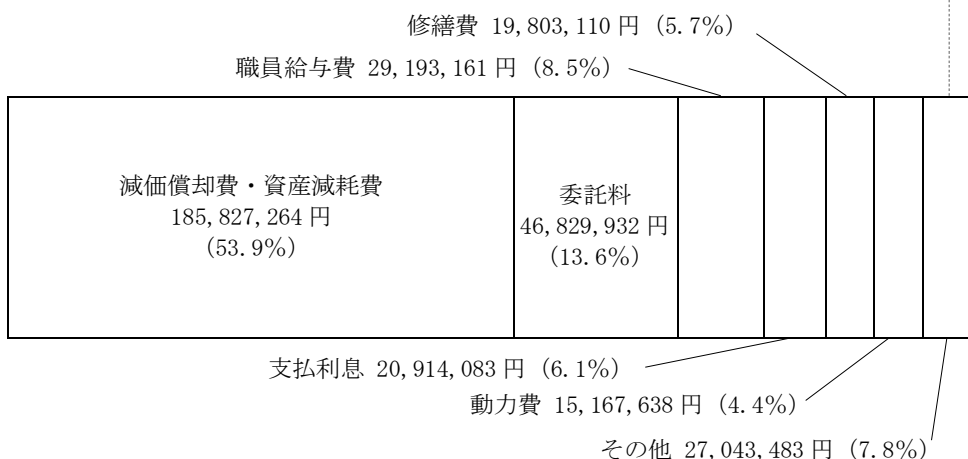 修繕費 19,803,110 円 (5.7%)
職員給与費 29,193,161 円 (8.5%)
減価償却費・資産減耗費
185,827,264 円
(53.9%)
委託料
46,829,932 円
(13.6%)
支払利息 20,914,083 円 (6.1%)
動力費 15,167,638 円 (4.4%)
その他 27,043,483 円 (7.8%)